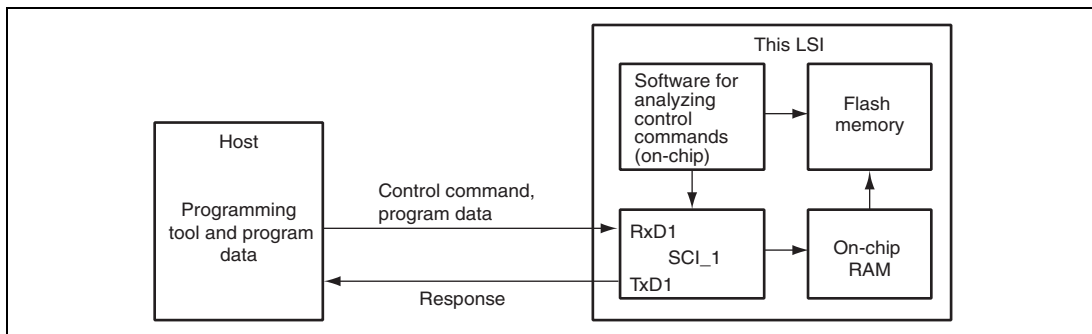 This LSI
Software for
analyzing
control
commands
(on-chip)
Flash
memory
Host
Programming
tool and program
data
Control command,
program data
Response
RxD1
SCI_1
TxD1
On-chip
RAM